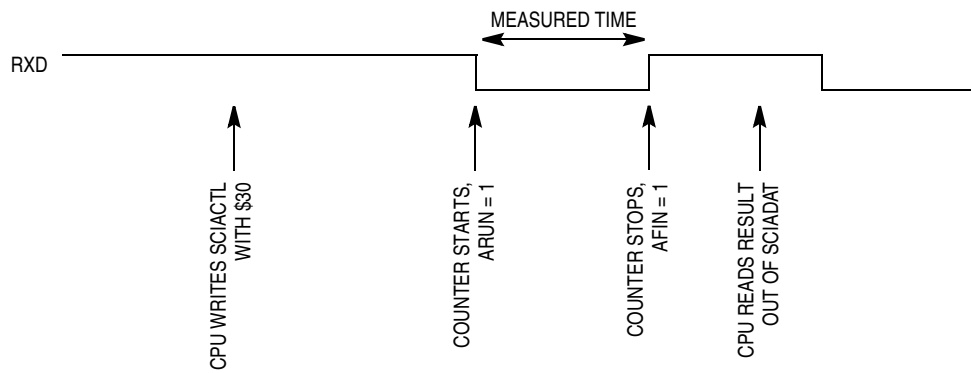 MEASURED TIME
RXD
CPU WRITES SCIACTL
WITH $30
COUNTER STARTS,
ARUN = 1
COUNTER STOPS,
AFIN = 1
CPU READS RESULT
OUT OF SCIADAT